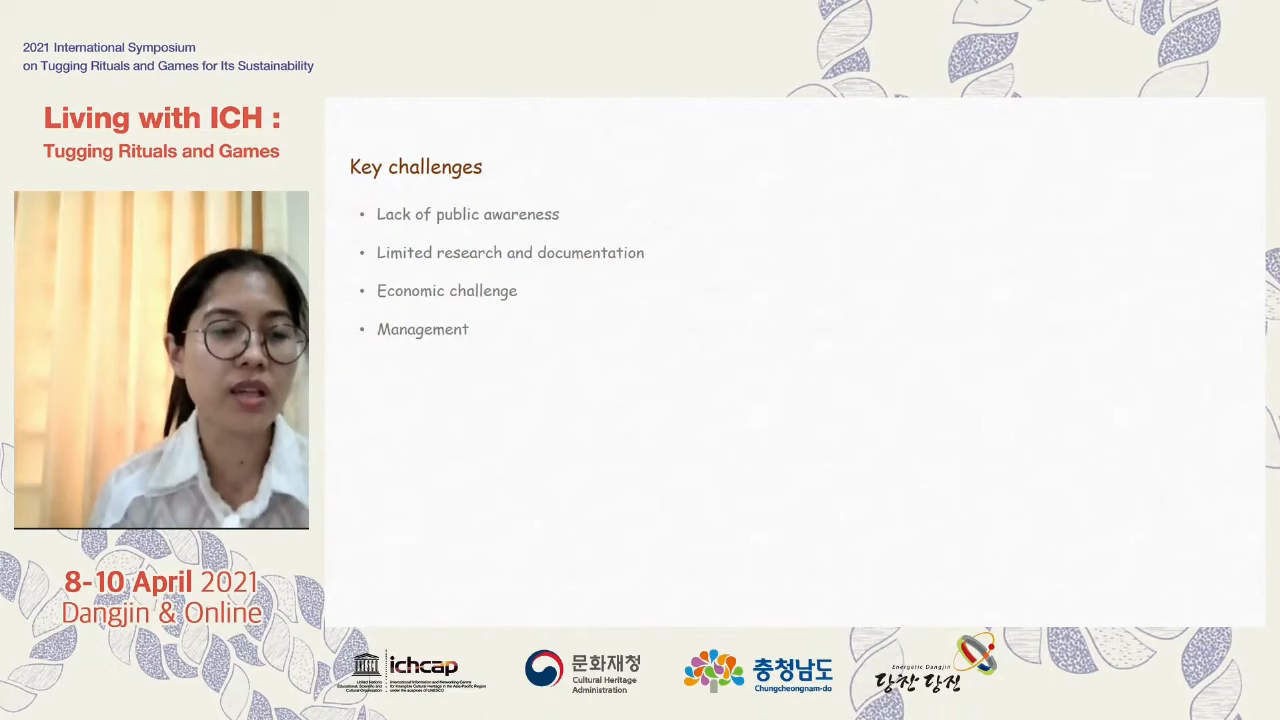 2021 International Symposium
on Tugging Rituals and Games for Its Sustainability
Living with ICH :
Tugging Rituals and Games
Key challenges
• Lack of public awareness
• Limited research and documentation
• Economic challenge
• Management
8-10 April 2021
Dangjin & Online
United Nations
Educational, Scientific and
Cultural Organization
ichcap
International Information and Networking Centre
for Intangible Cultural Heritage in the Asia-Pacific Region
under the auspices of UNESCO
문화재청
Cultural Heritage
Administration
충청남도
Chungcheongnam-do
Energetic Dangjin
당찬 당진